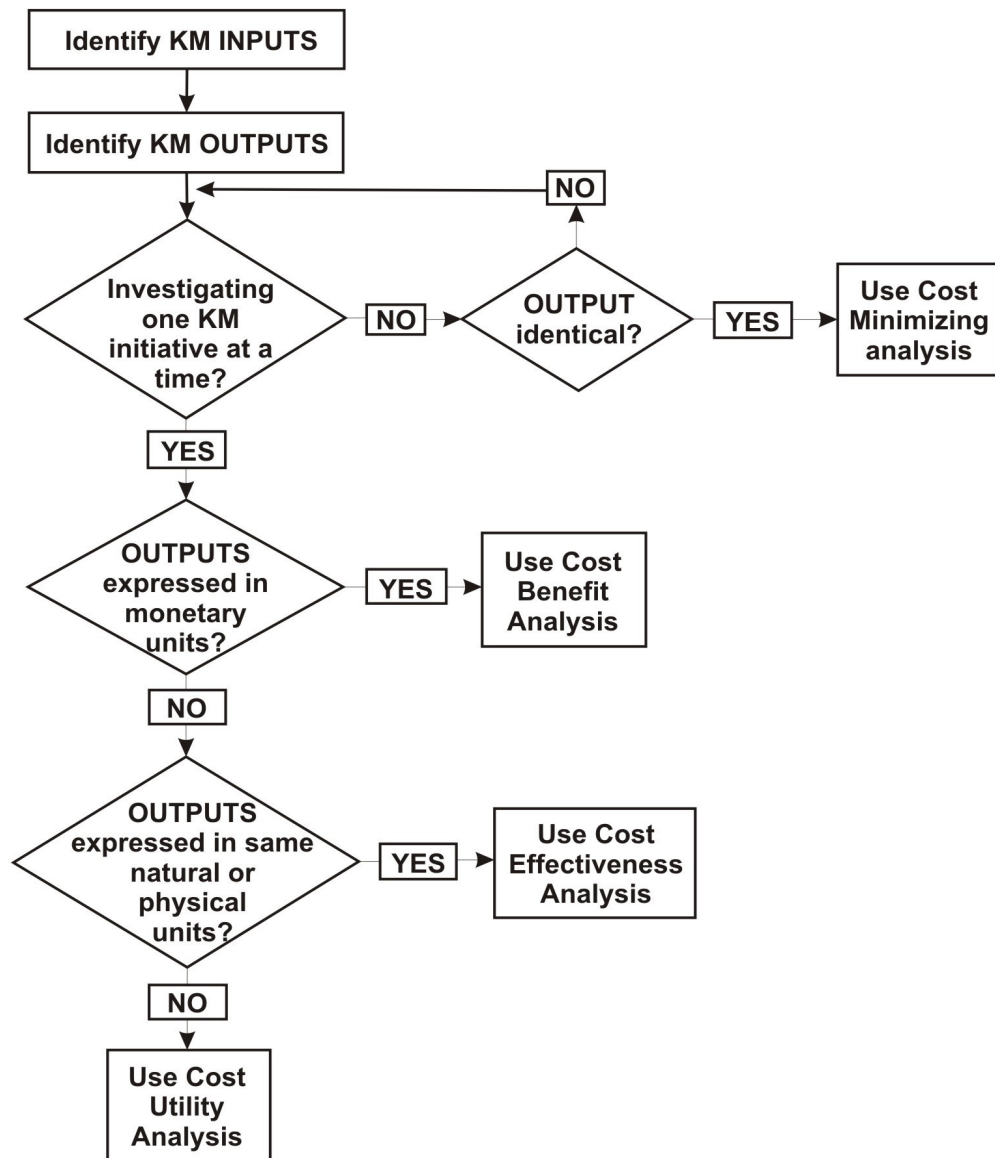 Identify KM INPUTS
Identify KM OUTPUTS
NO
Investigating
one KM
initiative at a
time?
NO
OUTPUT
identical?
YES
Use Cost
Minimizing
analysis
YES
OUTPUTS
expressed in
monetary
units?
YES
Use Cost
Benefit
Analysis
NO
OUTPUTS
expressed in same
natural or
physical
units?
YES
Use Cost
Effectiveness
Analysis
NO
Use Cost
Utility
Analysis